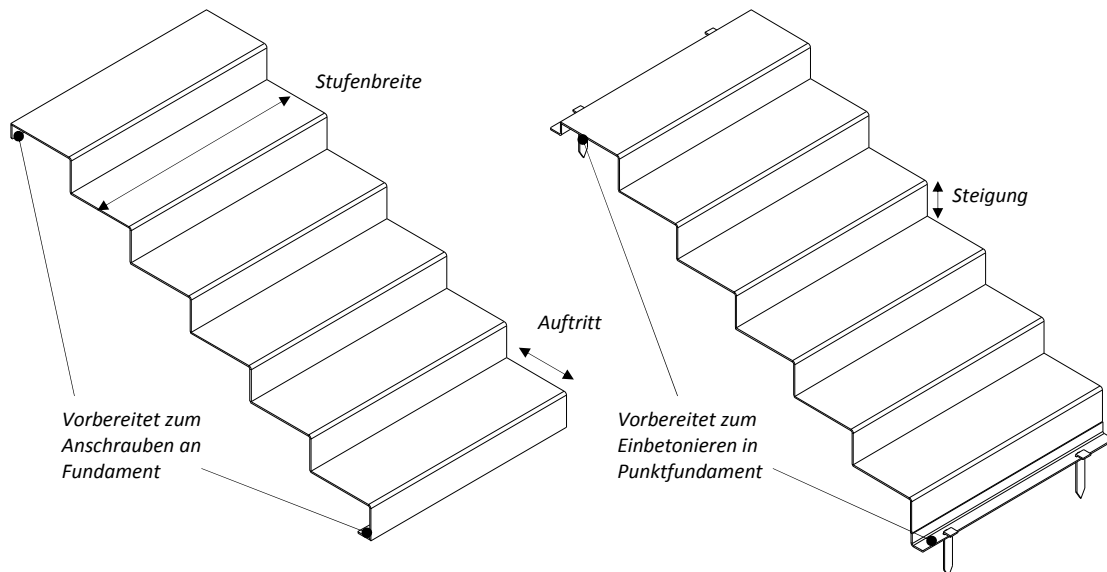 Stufenbreite
Steigung
Auftritt
Vorbereitet zum
Anschrauben an
Fundament
Vorbereitet zum
Einbetonieren in
Punktfundament